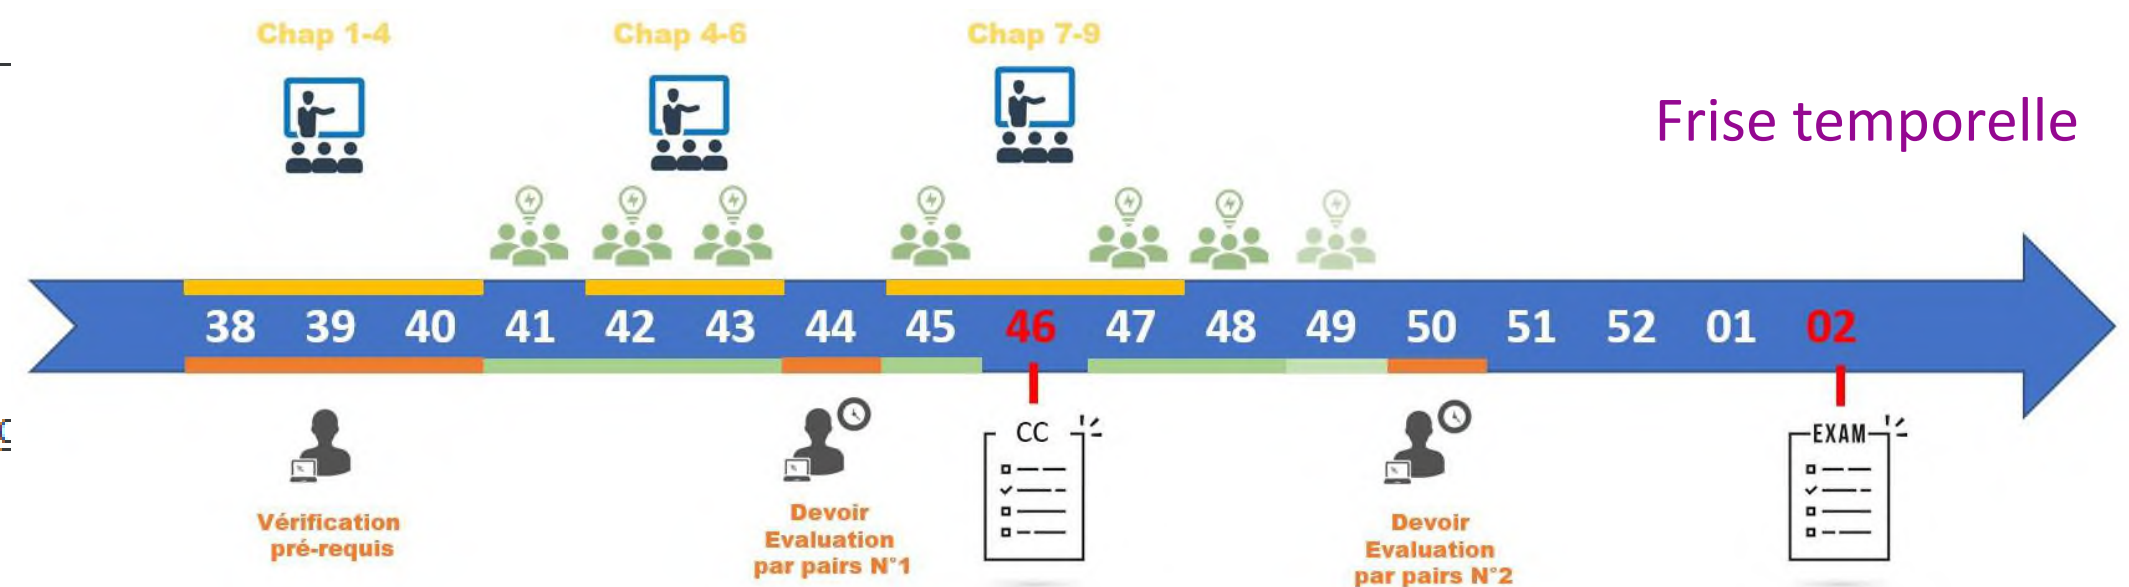 Chap 1-4
Chap 4-6
Chap 7-9
Frise temporelle
38 39 40 41 42 43 44 45 46 47 48 49 50 51 52 01 02
Vérification
pré-requis
Devoir
Evaluation
par pairs N°1
CC
Devoir
Evaluation
par pairs N°2
EXAM